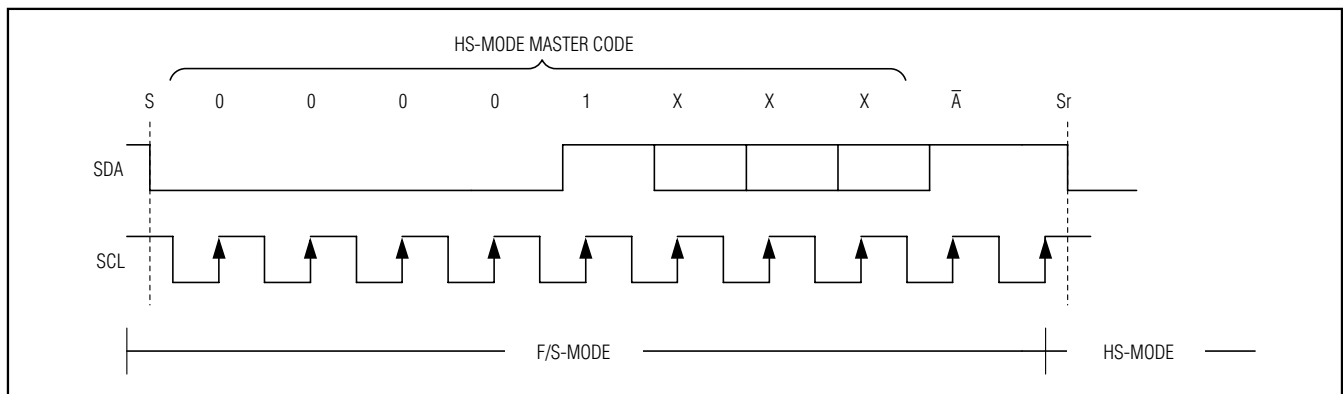 HS-MODE MASTER CODE
S 0 0 0 0 1 X X X A̅ Sr
SDA
SCL
F/S-MODE HS-MODE